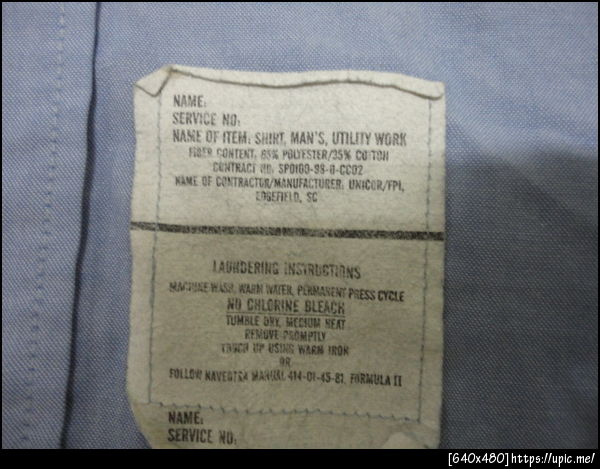 NAME:
SERVICE NO:
NAME OF ITEM: SHIRT, MAN'S, UTILITY WORK
FIBER CONTENT: 65% POLYESTER/35% COTTON
CONTRACT NO: SP0100-98-0-CC02
NAME OF CONTRACTOR/MANUFACTURER: UNICOR/FPI,
EDGEFIELD, SC
LAUNDERING INSTRUCTIONS
MACHINE WASH, WARM WATER, PERMANENT PRESS CYCLE
NO CHLORINE BLEACH
TUMBLE DRY, MEDIUM HEAT
REMOVE PROMPTLY
TOUCH UP USING WARM IRON
OR
FOLLOW NAVEDTRA MANUAL 414-01-45-81, FORMULA II
NAME:
SERVICE NO:
[640x480]https://upic.me/